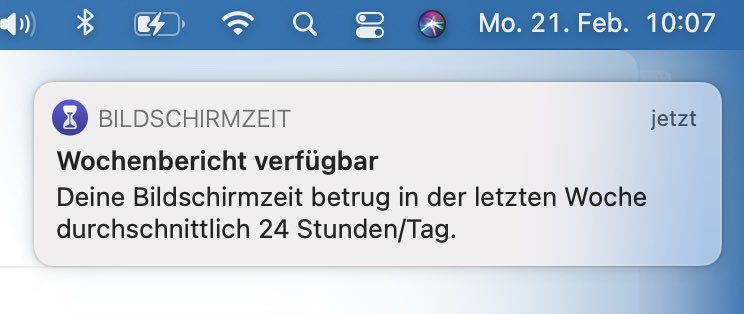 Mo. 21. Feb. 10:07
BILDSCHIRMZEIT jetzt
Wochenbericht verfügbar
Deine Bildschirmzeit betrug in der letzten Woche
durchschnittlich 24 Stunden/Tag.